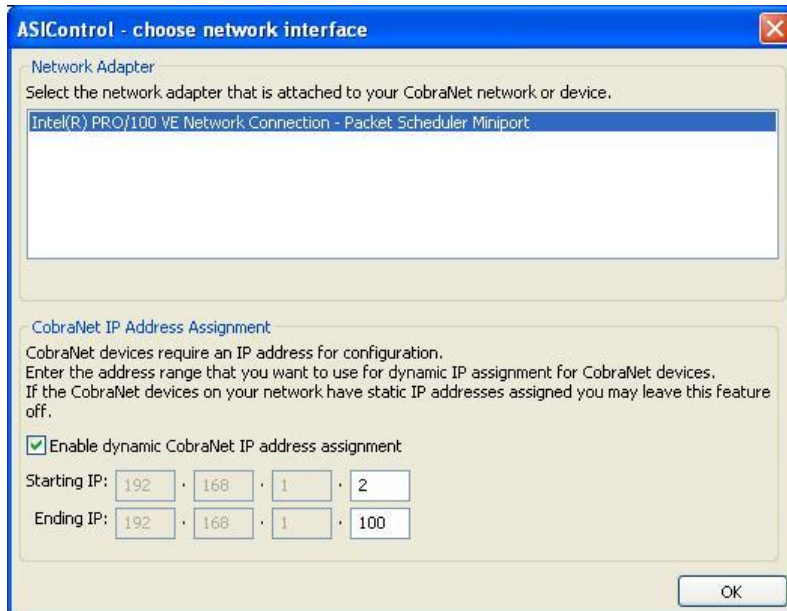 ASIControl - choose network interface
Network Adapter
Select the network adapter that is attached to your CobraNet network or device.
Intel(R) PRO/100 VE Network Connection - Packet Scheduler Miniport
CobraNet IP Address Assignment
CobraNet devices require an IP address for configuration.
Enter the address range that you want to use for dynamic IP assignment for CobraNet devices.
If the CobraNet devices on your network have static IP addresses assigned you may leave this feature
off.
Enable dynamic CobraNet IP address assignment
Starting IP: 192 . 168 . 1 . 2
Ending IP: 192 . 168 . 1 . 100
OK